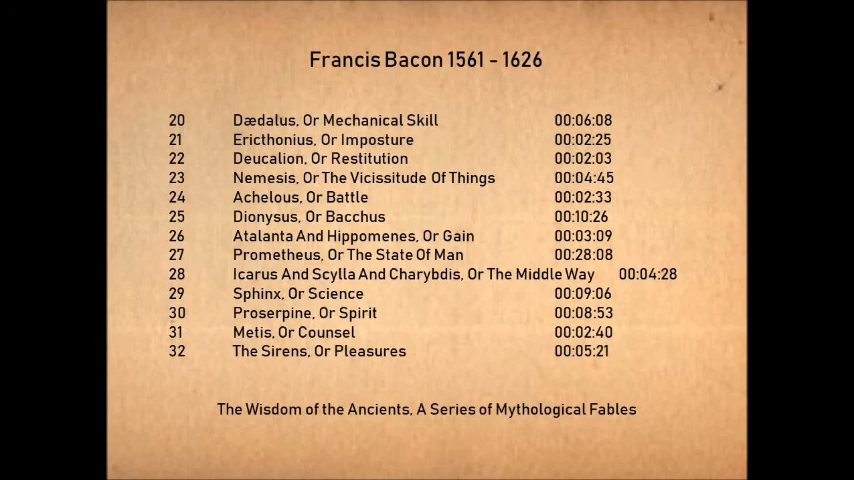 Francis Bacon 1561 - 1626
20 Dædalus, Or Mechanical Skill 00:06:08
21 Ericthonius, Or Imposture 00:02:25
22 Deucalion, Or Restitution 00:02:03
23 Nemesis, Or The Vicissitude Of Things 00:04:45
24 Achelous, Or Battle 00:02:33
25 Dionysus, Or Bacchus 00:10:26
26 Atalanta And Hippomenes, Or Gain 00:03:09
27 Prometheus, Or The State Of Man 00:28:08
28 Icarus And Scylla And Charybdis, Or The Middle Way 00:04:28
29 Sphinx, Or Science 00:09:06
30 Proserpine, Or Spirit 00:08:53
31 Metis, Or Counsel 00:02:40
32 The Sirens, Or Pleasures 00:05:21
The Wisdom of the Ancients, A Series of Mythological Fables